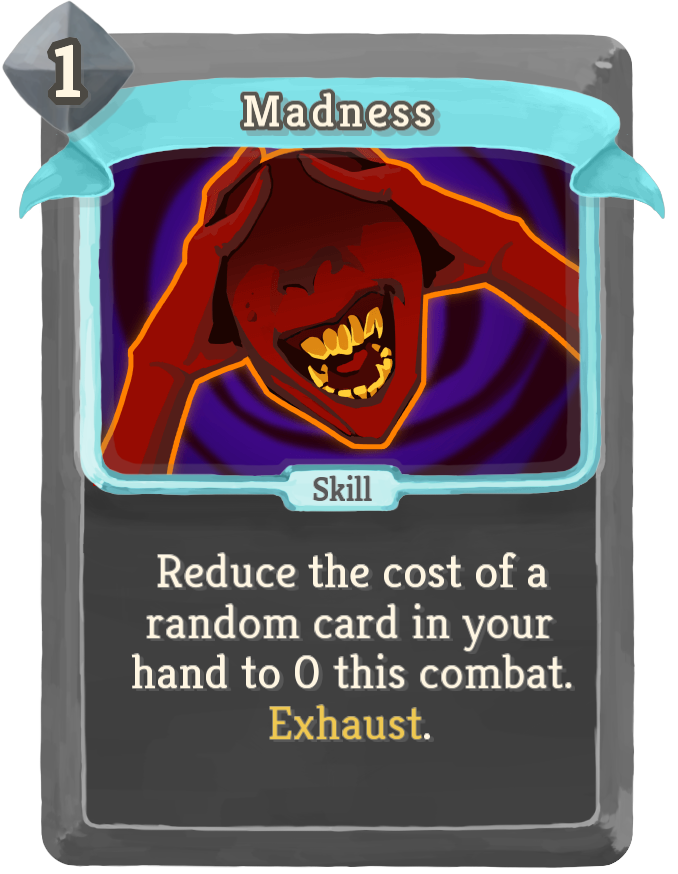 1
Madness
Skill
Reduce the cost of a
random card in your
hand to 0 this combat.
Exhaust.